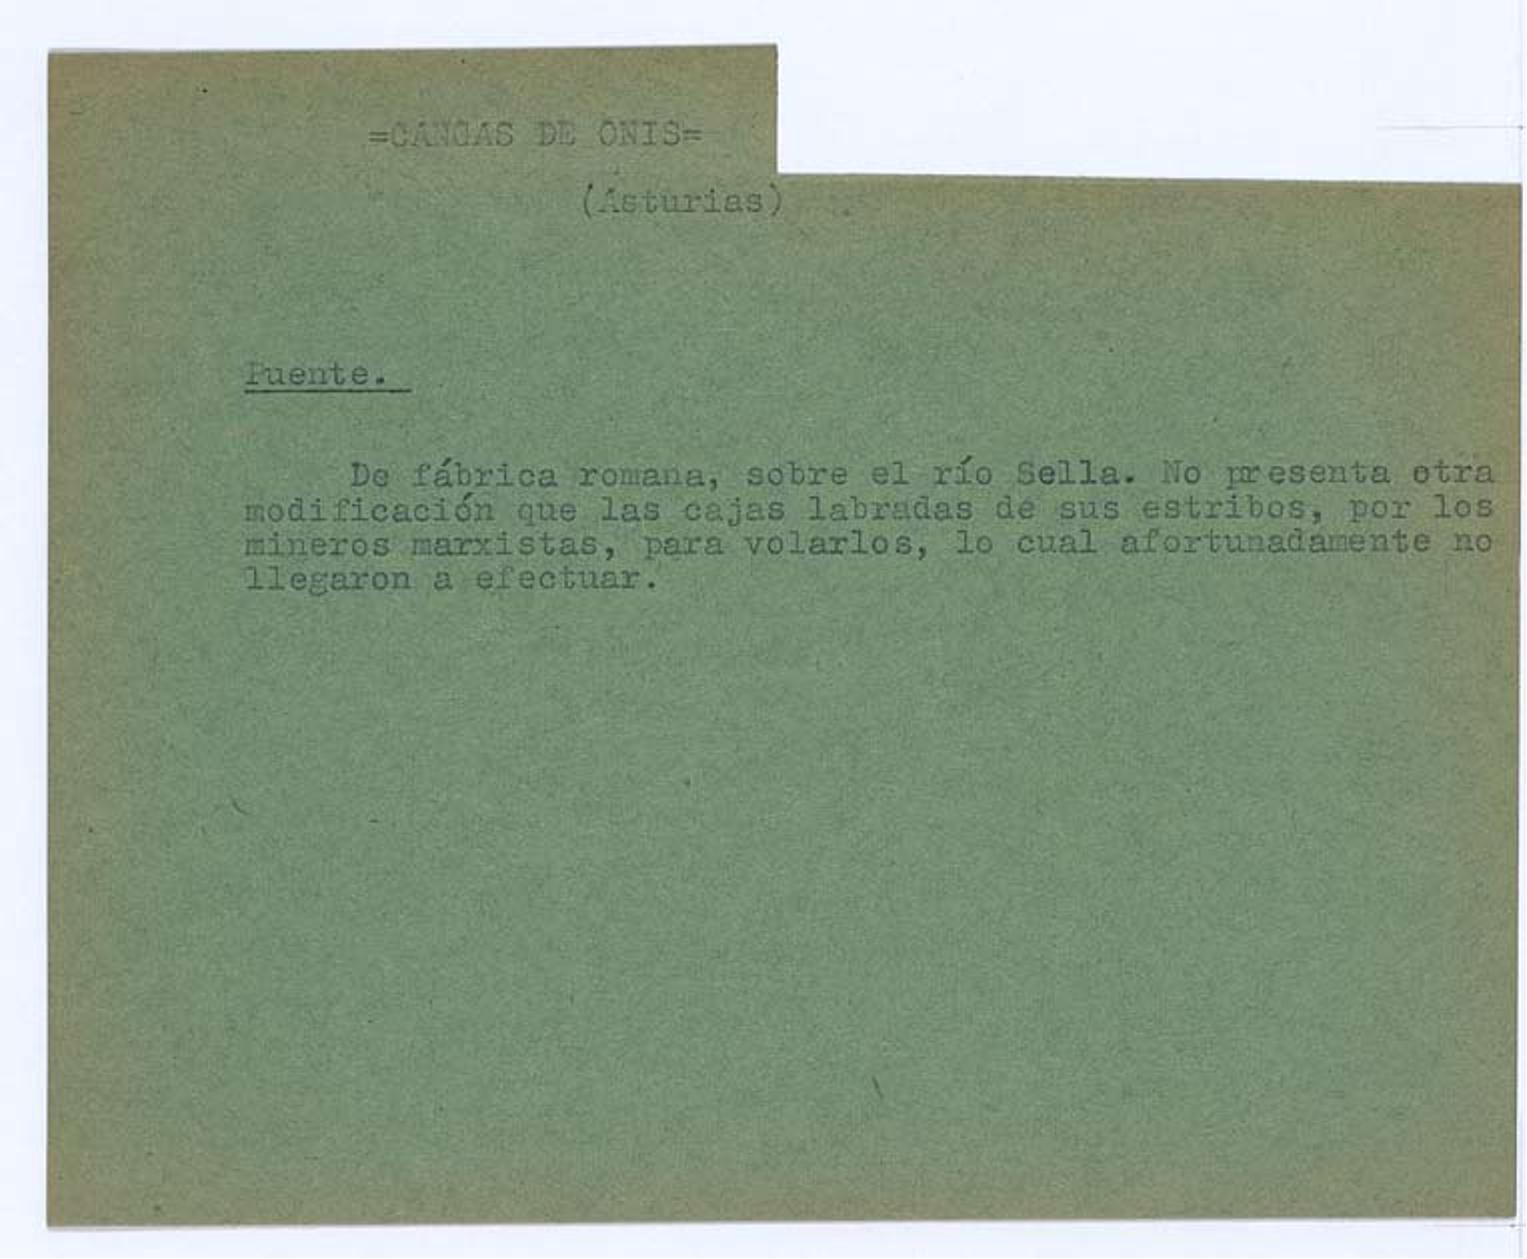 =CANGAS DE ONIS=
(Asturias)
Puente.
De fábrica romana, sobre el río Sella. No presenta otra
modificación que las cajas labradas de sus estribos, por los
mineros marxistas, para volarlos, lo cual afortunadamente no
llegaron a efectuar.